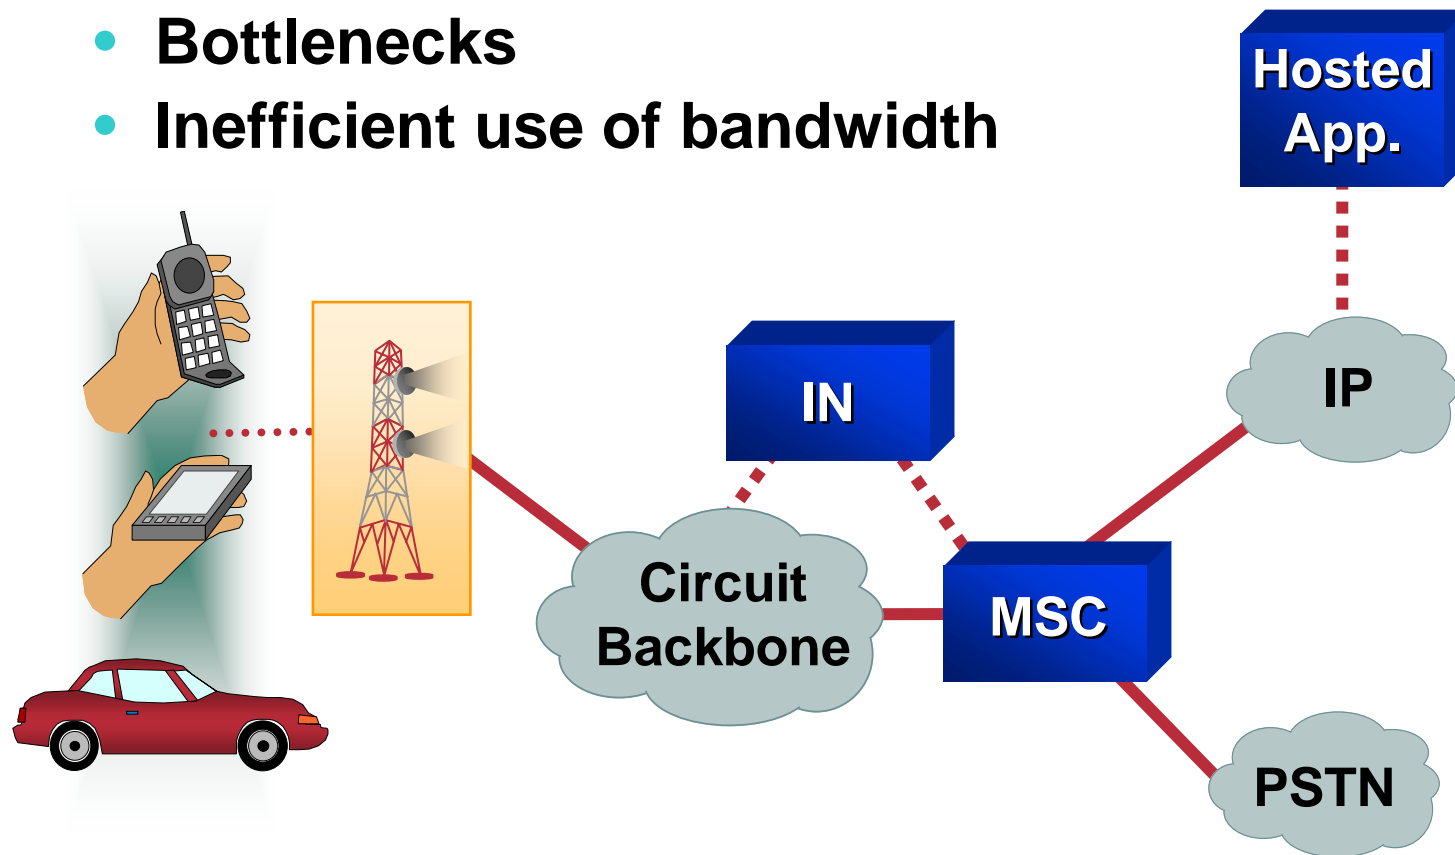 Bottlenecks
Inefficient use of bandwidth
Hosted
App.
IN
IP
Circuit
Backbone
MSC
PSTN